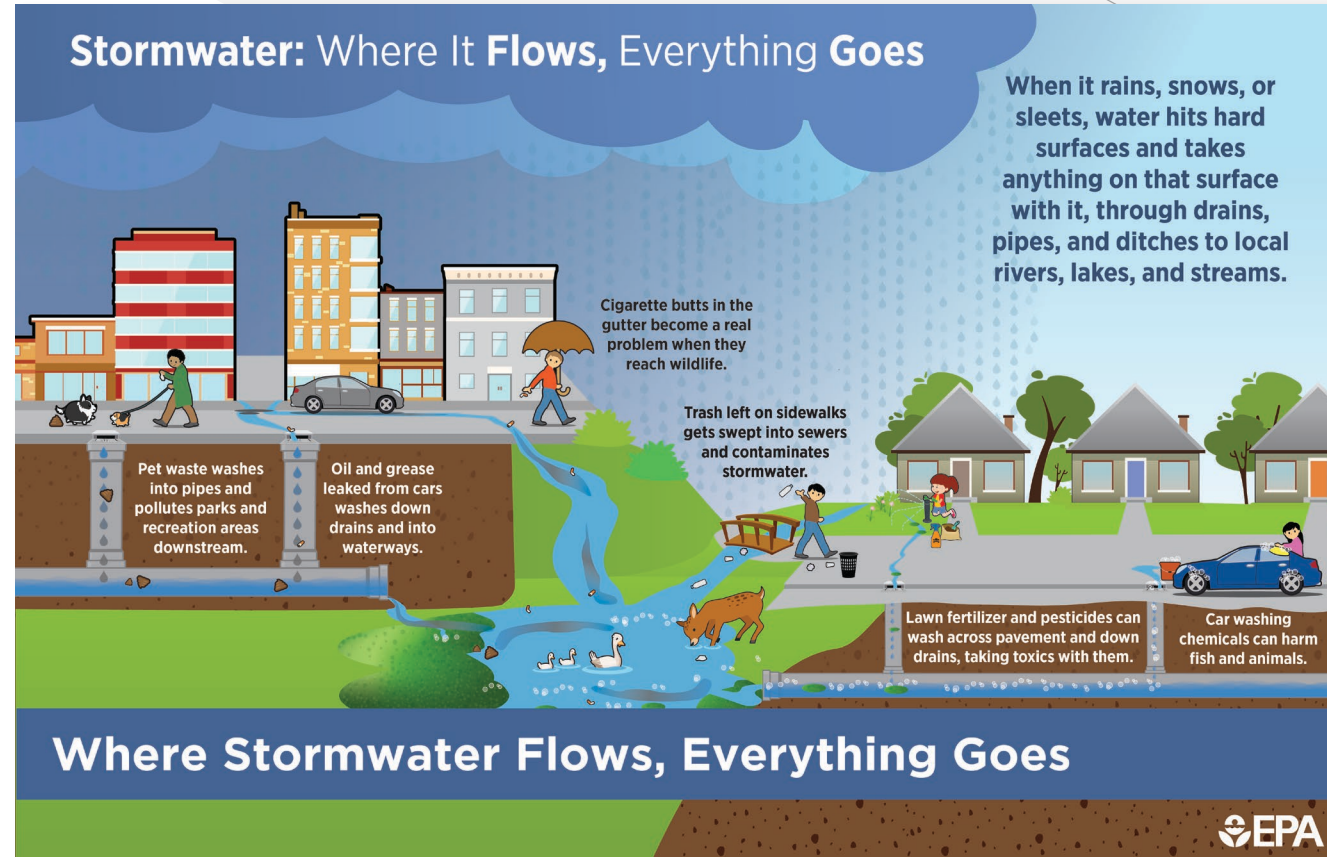 Stormwater: Where It Flows, Everything Goes
When it rains, snows, or
sleets, water hits hard
surfaces and takes
anything on that surface
with it, through drains,
pipes, and ditches to local
rivers, lakes, and streams.
Cigarette butts in the
gutter become a real
problem when they
reach wildlife.
Trash left on sidewalks
gets swept into sewers
and contaminates
stormwater.
Pet waste washes
into pipes and
pollutes parks and
recreation areas
downstream.
Oil and grease
leaked from cars
washes down
drains and into
waterways.
Lawn fertilizer and pesticides can
wash across pavement and down
drains, taking toxics with them.
Car washing
chemicals can harm
fish and animals.
Where Stormwater Flows, Everything Goes
EPA